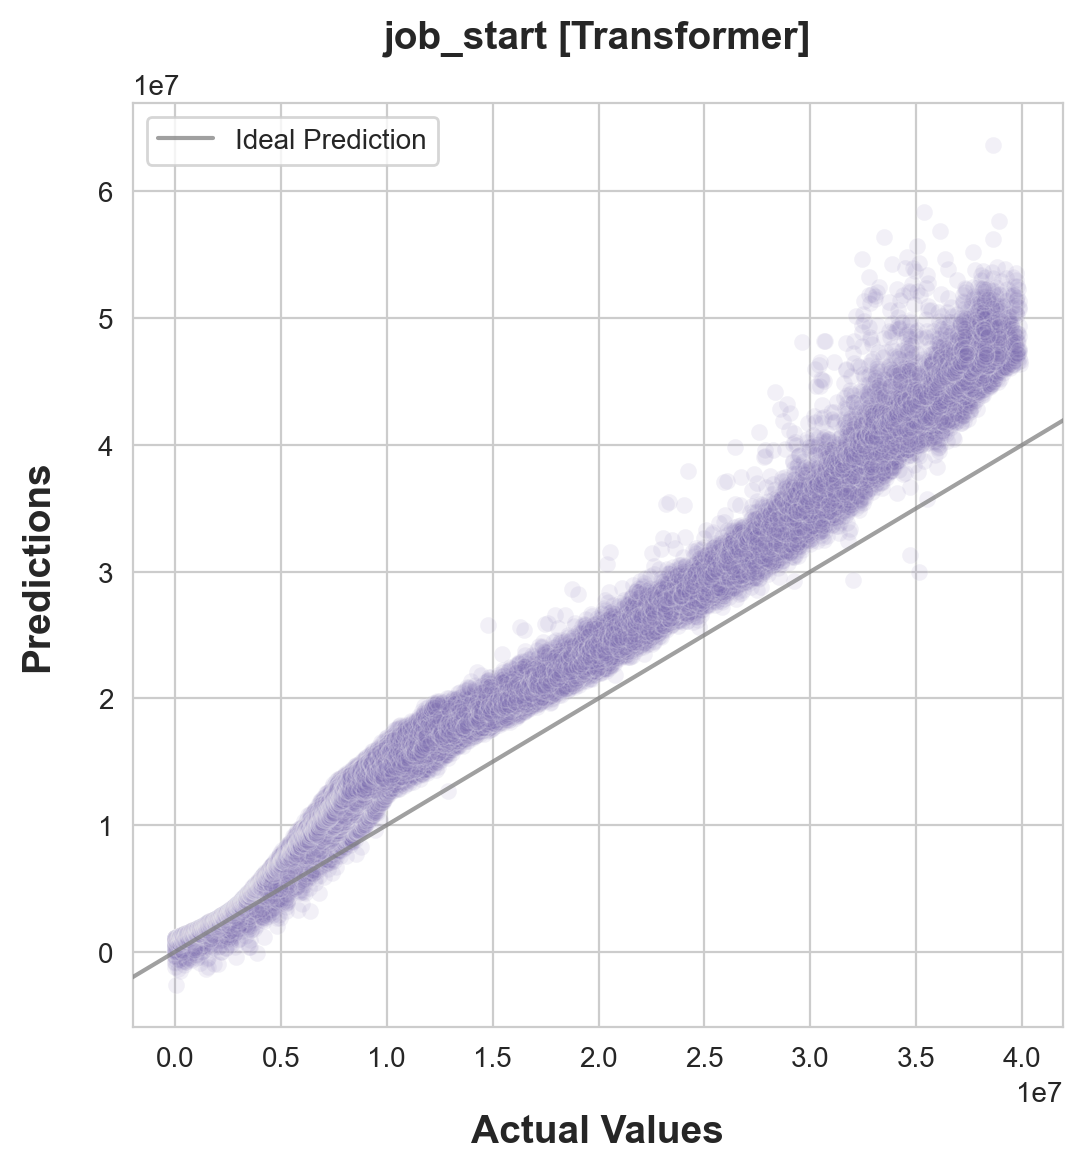 job_start [Transformer]
1e7
Ideal Prediction
6
5
4
3
2
1
0
Predictions
0.0 0.5 1.0 1.5 2.0 2.5 3.0 3.5 4.0
1e7
Actual Values